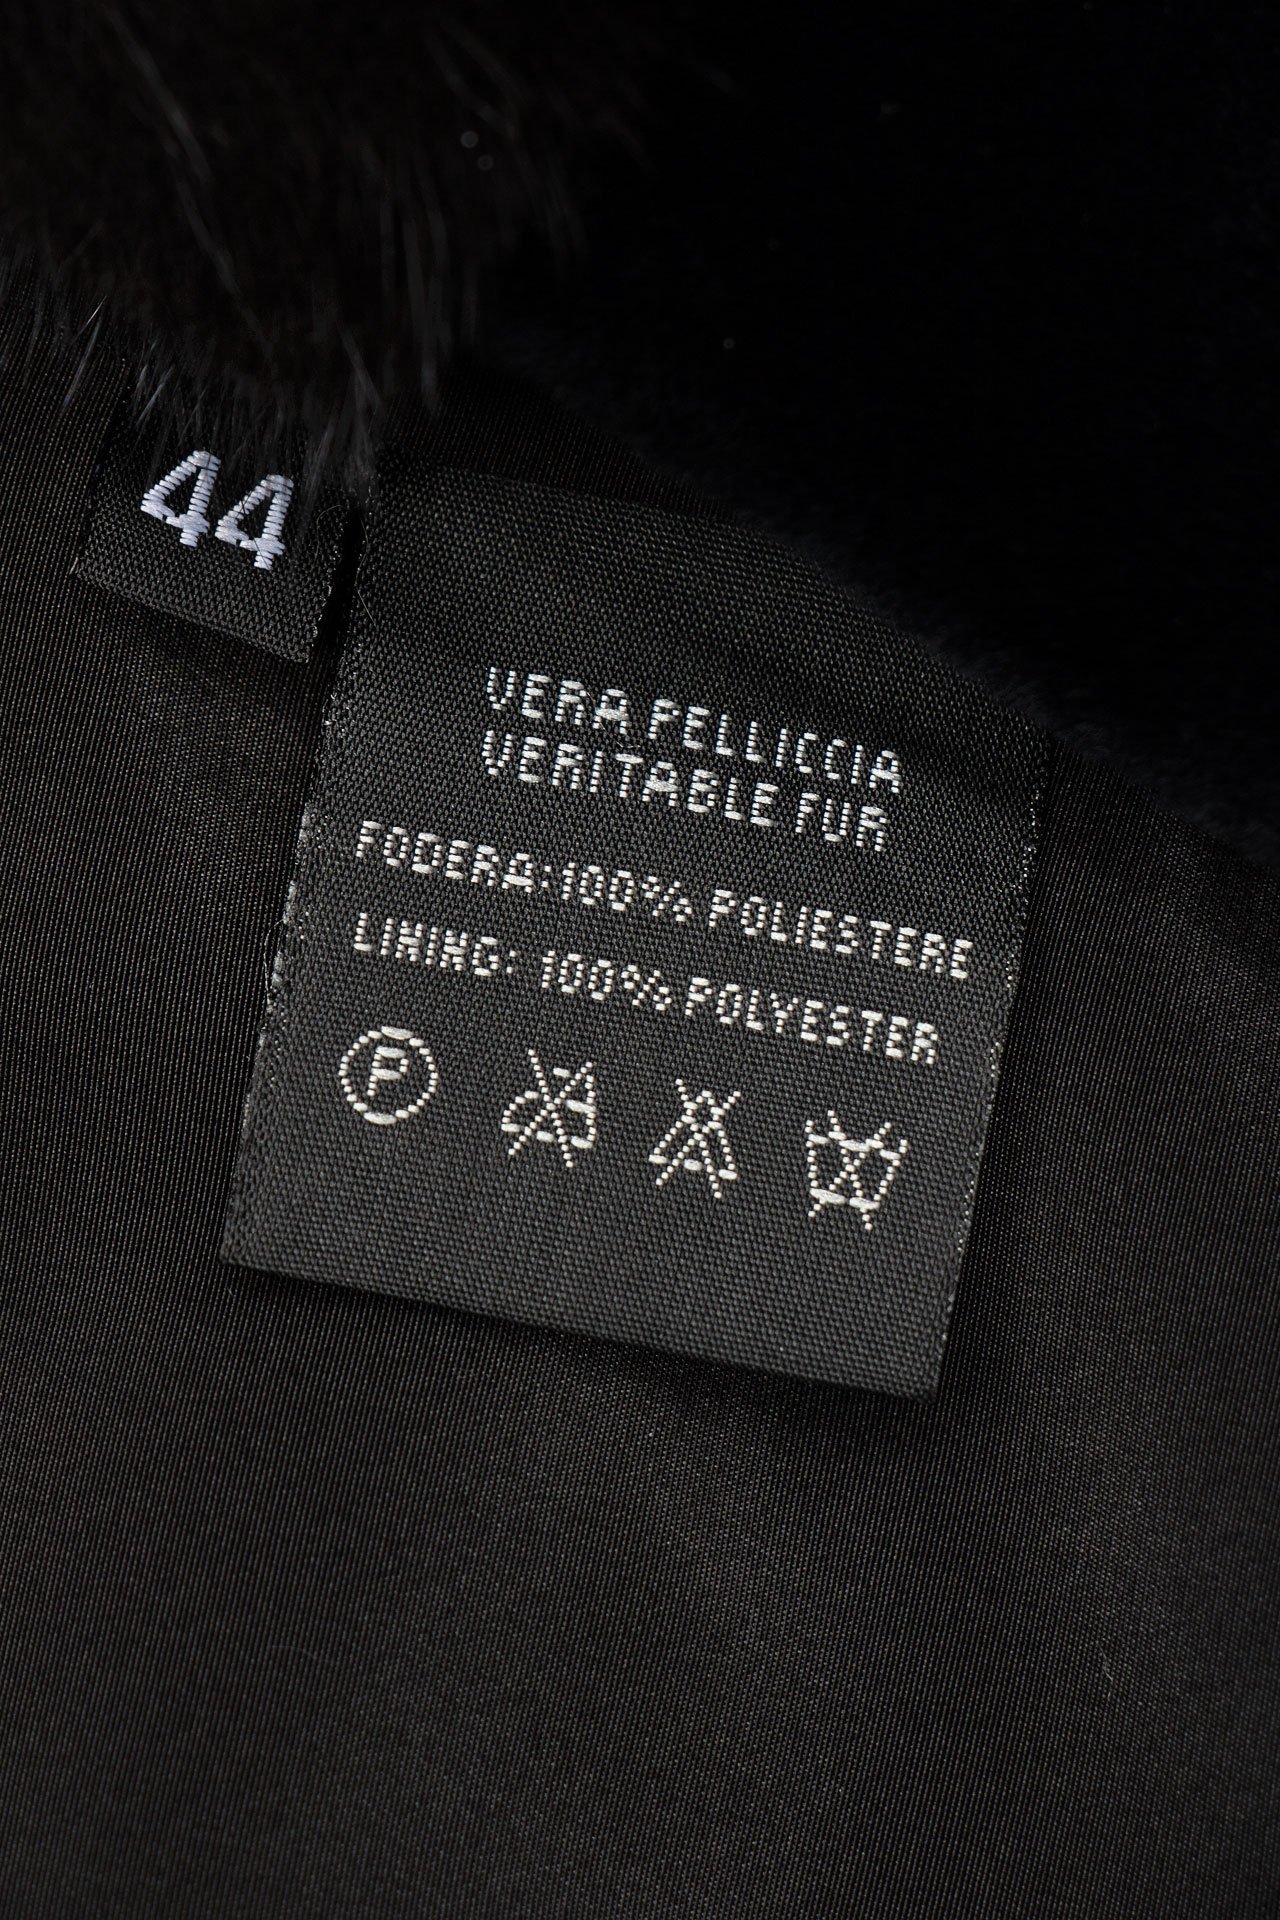 44
VERA PELLICCIA
VERITABLE FUR
FODERA:100% POLIESTERE
LINING: 100% POLYESTER
P